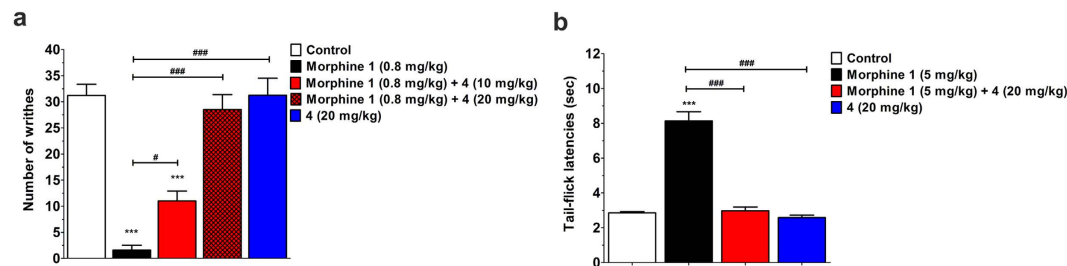 a
Number of writhes
40
35
30
25
20
15
10
5
0
***
#
***
###
###
Control
Morphine 1 (0.8 mg/kg)
Morphine 1 (0.8 mg/kg) + 4 (10 mg/kg)
Morphine 1 (0.8 mg/kg) + 4 (20 mg/kg)
4 (20 mg/kg)
b
Tail-flick latencies (sec)
12
10
8
6
4
2
0
***
###
###
Control
Morphine 1 (5 mg/kg)
Morphine 1 (5 mg/kg) + 4 (20 mg/kg)
4 (20 mg/kg)